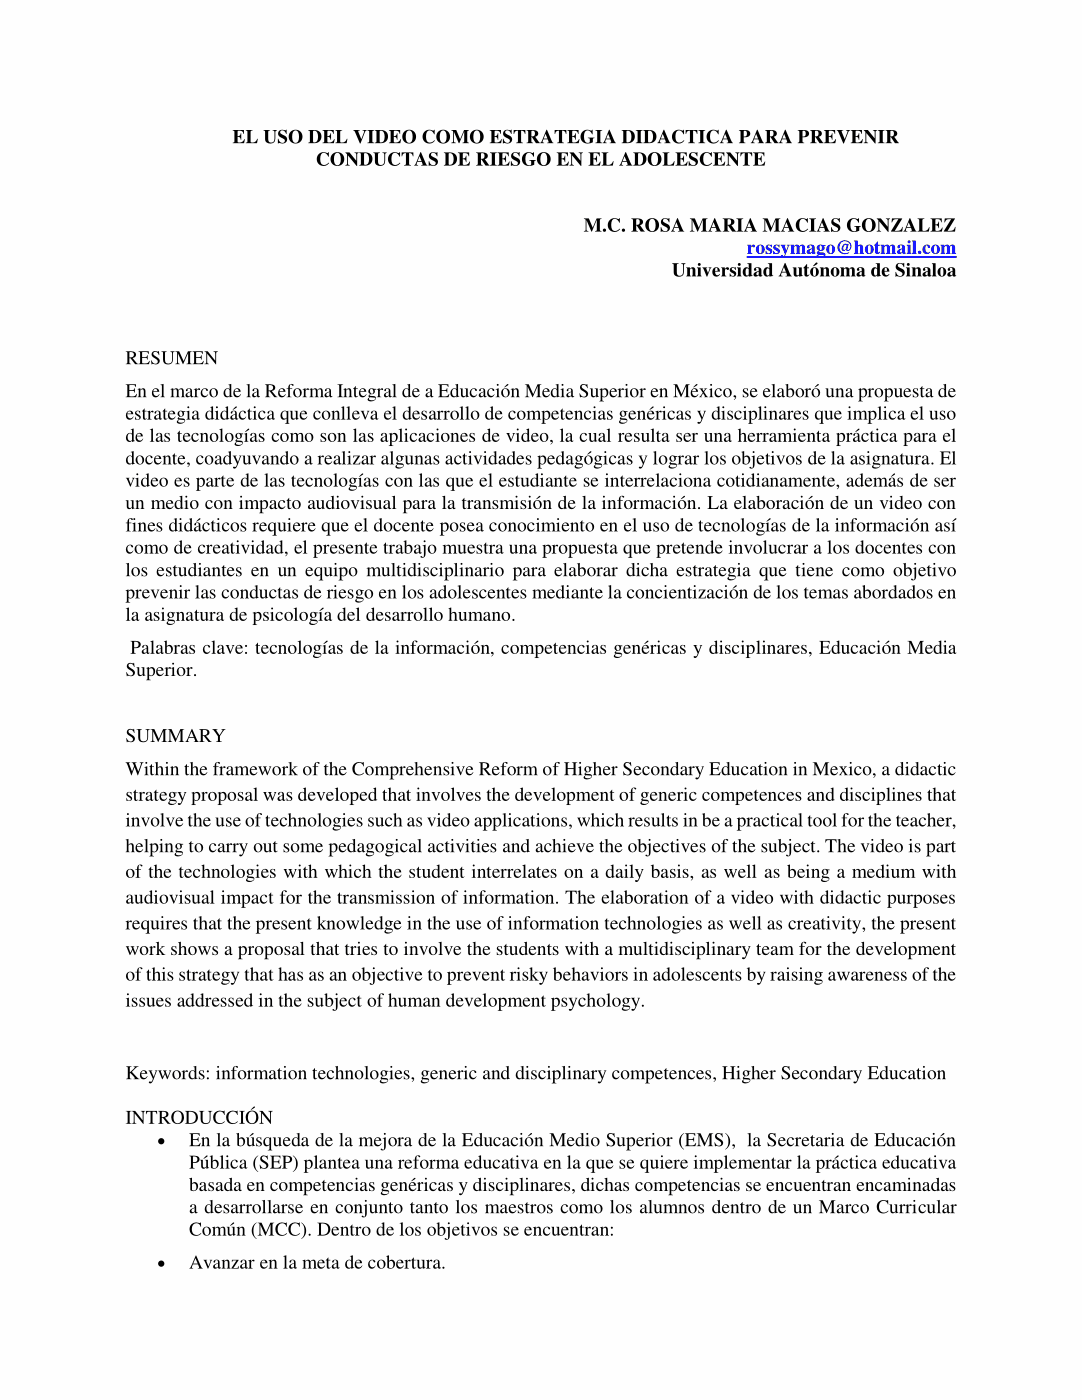 EL USO DEL VIDEO COMO ESTRATEGIA DIDACTICA PARA PREVENIR
CONDUCTAS DE RIESGO EN EL ADOLESCENTE
M.C. ROSA MARIA MACIAS GONZALEZ
rossymago@hotmail.com
Universidad Autónoma de Sinaloa
RESUMEN
En el marco de la Reforma Integral de a Educación Media Superior en México, se elaboró una propuesta de
estrategia didáctica que conlleva el desarrollo de competencias genéricas y disciplinares que implica el uso
de las tecnologías como son las aplicaciones de video, la cual resulta ser una herramienta práctica para el
docente, coadyuvando a realizar algunas actividades pedagógicas y lograr los objetivos de la asignatura. El
video es parte de las tecnologías con las que el estudiante se interrelaciona cotidianamente, además de ser
un medio con impacto audiovisual para la transmisión de la información. La elaboración de un video con
fines didácticos requiere que el docente posea conocimiento en el uso de tecnologías de la información así
como de creatividad, el presente trabajo muestra una propuesta que pretende involucrar a los docentes con
los estudiantes en un equipo multidisciplinario para elaborar dicha estrategia que tiene como objetivo
prevenir las conductas de riesgo en los adolescentes mediante la concientización de los temas abordados en
la asignatura de psicología del desarrollo humano.
Palabras clave: tecnologías de la información, competencias genéricas y disciplinares, Educación Media
Superior.
SUMMARY
Within the framework of the Comprehensive Reform of Higher Secondary Education in Mexico, a didactic
strategy proposal was developed that involves the development of generic competences and disciplines that
involve the use of technologies such as video applications, which results in be a practical tool for the teacher,
helping to carry out some pedagogical activities and achieve the objectives of the subject. The video is part
of the technologies with which the student interrelates on a daily basis, as well as being a medium with
audiovisual impact for the transmission of information. The elaboration of a video with didactic purposes
requires that the present knowledge in the use of information technologies as well as creativity, the present
work shows a proposal that tries to involve the students with a multidisciplinary team for the development
of this strategy that has as an objective to prevent risky behaviors in adolescents by raising awareness of the
issues addressed in the subject of human development psychology.
Keywords: information technologies, generic and disciplinary competences, Higher Secondary Education
INTRODUCCIÓN
• En la búsqueda de la mejora de la Educación Medio Superior (EMS), la Secretaria de Educación
Pública (SEP) plantea una reforma educativa en la que se quiere implementar la práctica educativa
basada en competencias genéricas y disciplinares, dichas competencias se encuentran encaminadas
a desarrollarse en conjunto tanto los maestros como los alumnos dentro de un Marco Curricular
Común (MCC). Dentro de los objetivos se encuentran:
• Avanzar en la meta de cobertura.